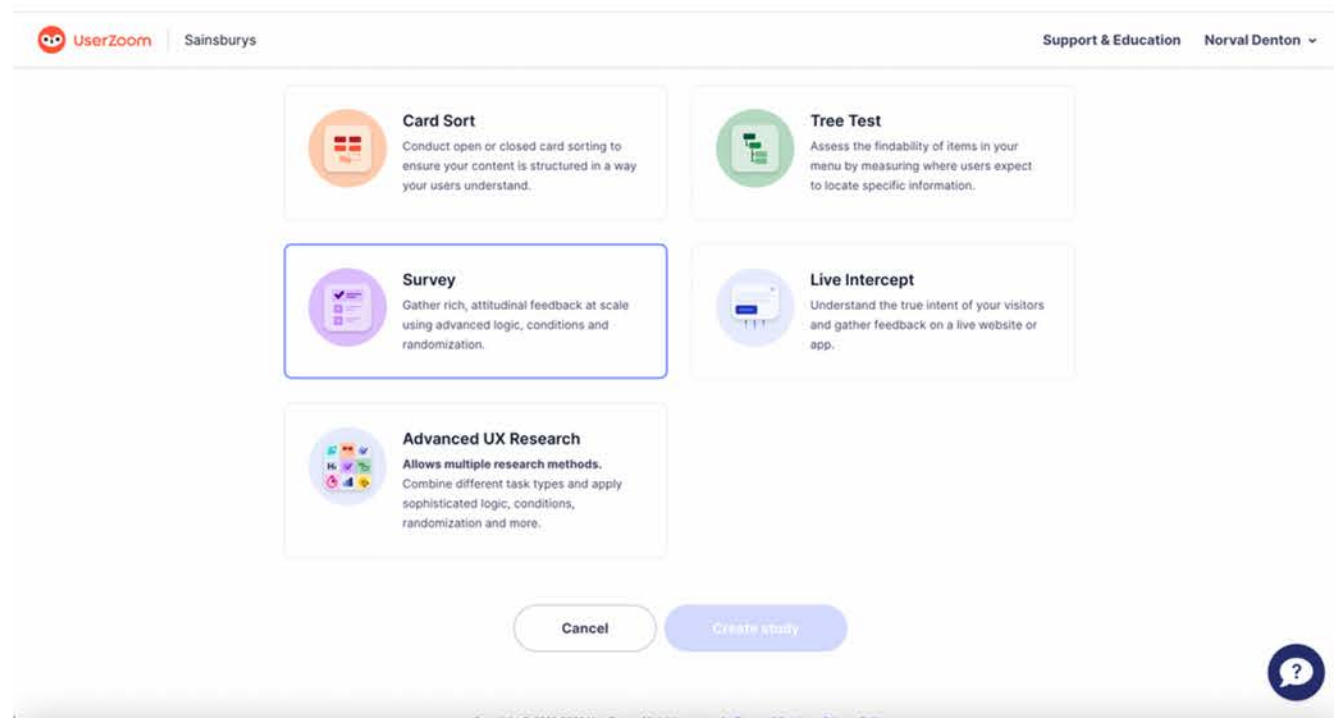 UserZoom
Sainsburys
Support & Education
Norval Denton
Card Sort
Conduct open or closed card sorting to
ensure your content is structured in a way
your users understand.
Tree Test
Assess the findability of items in your
menu by measuring where users expect
to locate specific information.
Survey
Gather rich, attitudinal feedback at scale
using advanced logic, conditions and
randomization.
Live Intercept
Understand the true intent of your visitors
and gather feedback on a live website or
app.
Advanced UX Research
Allows multiple research methods.
Combine different task types and apply
sophisticated logic, conditions,
randomization and more.
Cancel
Create study
?